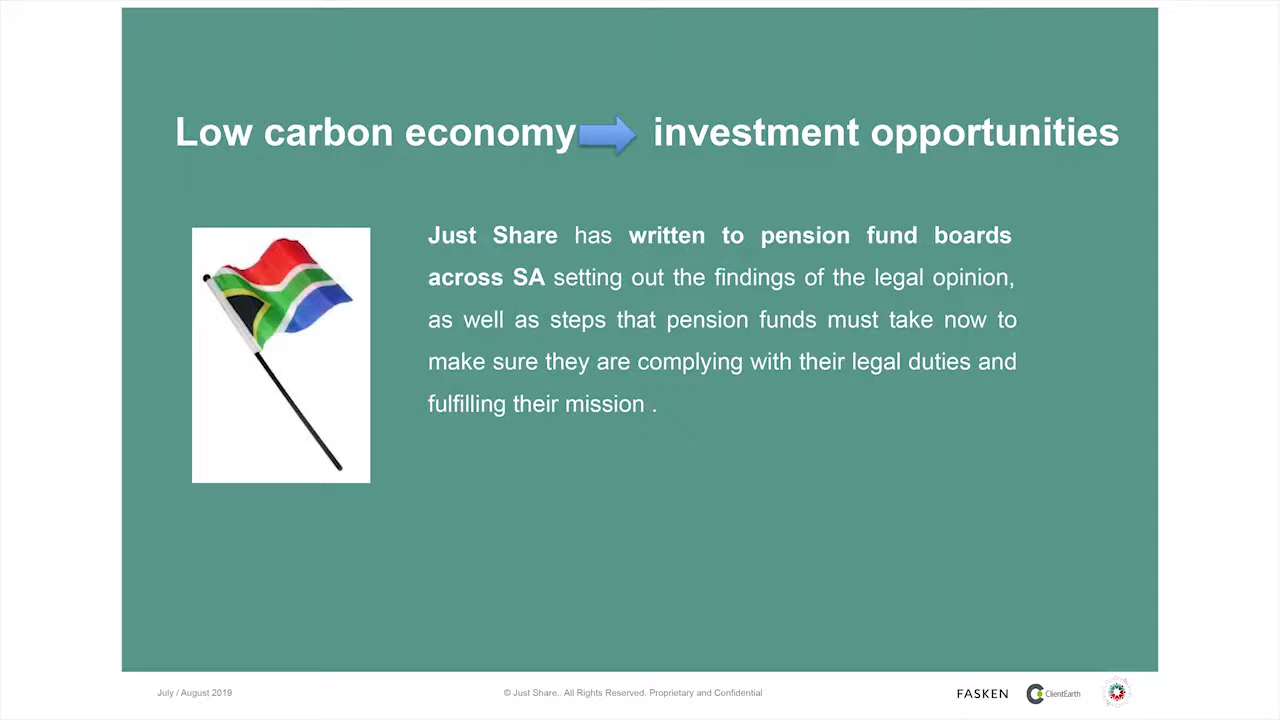 Low carbon economy investment opportunities
Just Share has written to pension fund boards
across SA setting out the findings of the legal opinion,
as well as steps that pension funds must take now to
make sure they are complying with their legal duties and
fulfilling their mission .
July / August 2019
© Just Share.. All Rights Reserved. Proprietary and Confidential
FASKEN
ClientEarth